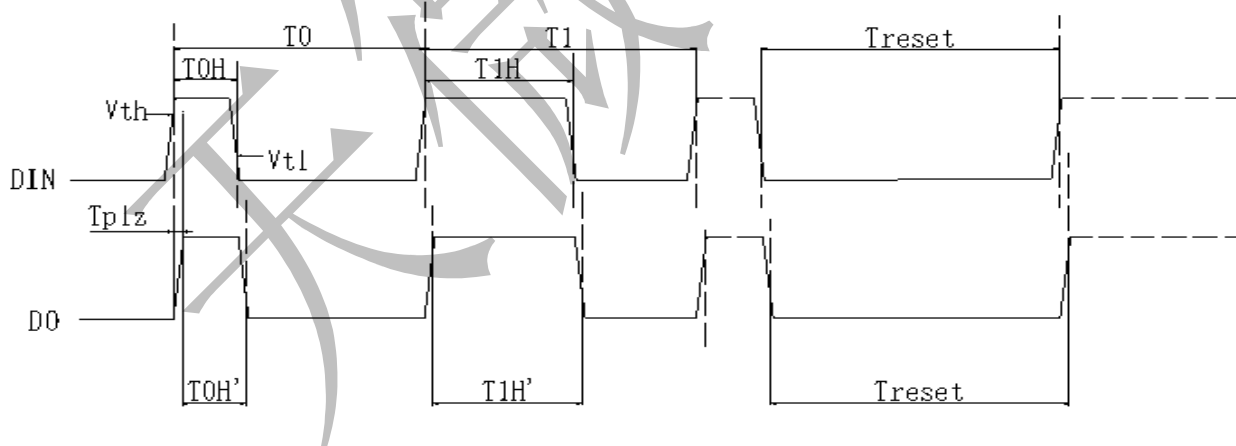 T0
T1
Treset
T0H
T1H
Vth
Vtl
DIN
Tplz
DO
T0H'
T1H'
Treset